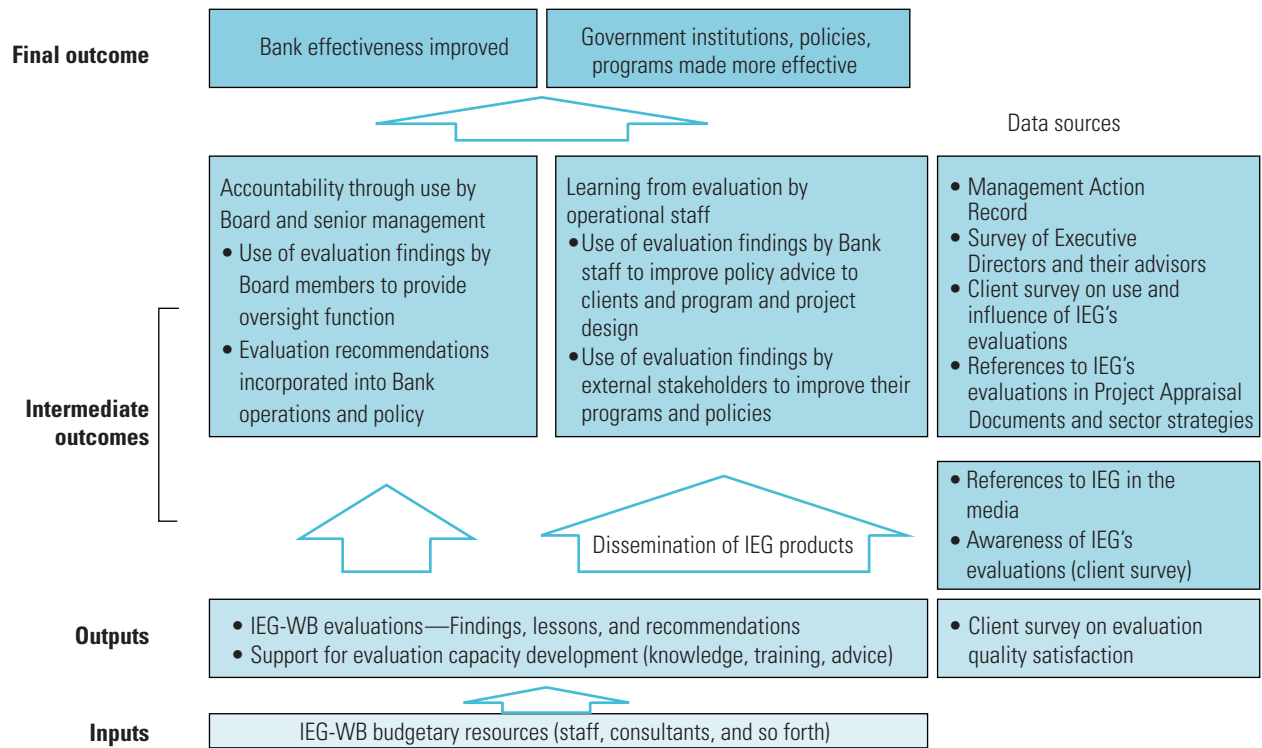 Final outcome
Bank effectiveness improved
Government institutions, policies,
programs made more effective
Data sources
Intermediate
outcomes
Accountability through use by
Board and senior management
• Use of evaluation findings by
Board members to provide
oversight function
• Evaluation recommendations
incorporated into Bank
operations and policy
Learning from evaluation by
operational staff
• Use of evaluation findings by Bank
staff to improve policy advice to
clients and program and project
design
• Use of evaluation findings by
external stakeholders to improve their
programs and policies
• Management Action
Record
• Survey of Executive
Directors and their advisors
• Client survey on use and
influence of IEG's
evaluations
• References to IEG's
evaluations in Project Appraisal
Documents and sector strategies
Dissemination of IEG products
• References to IEG in the
media
• Awareness of IEG's
evaluations (client survey)
Outputs
• IEG-WB evaluations—Findings, lessons, and recommendations
• Support for evaluation capacity development (knowledge, training, advice)
• Client survey on evaluation
quality satisfaction
Inputs
IEG-WB budgetary resources (staff, consultants, and so forth)